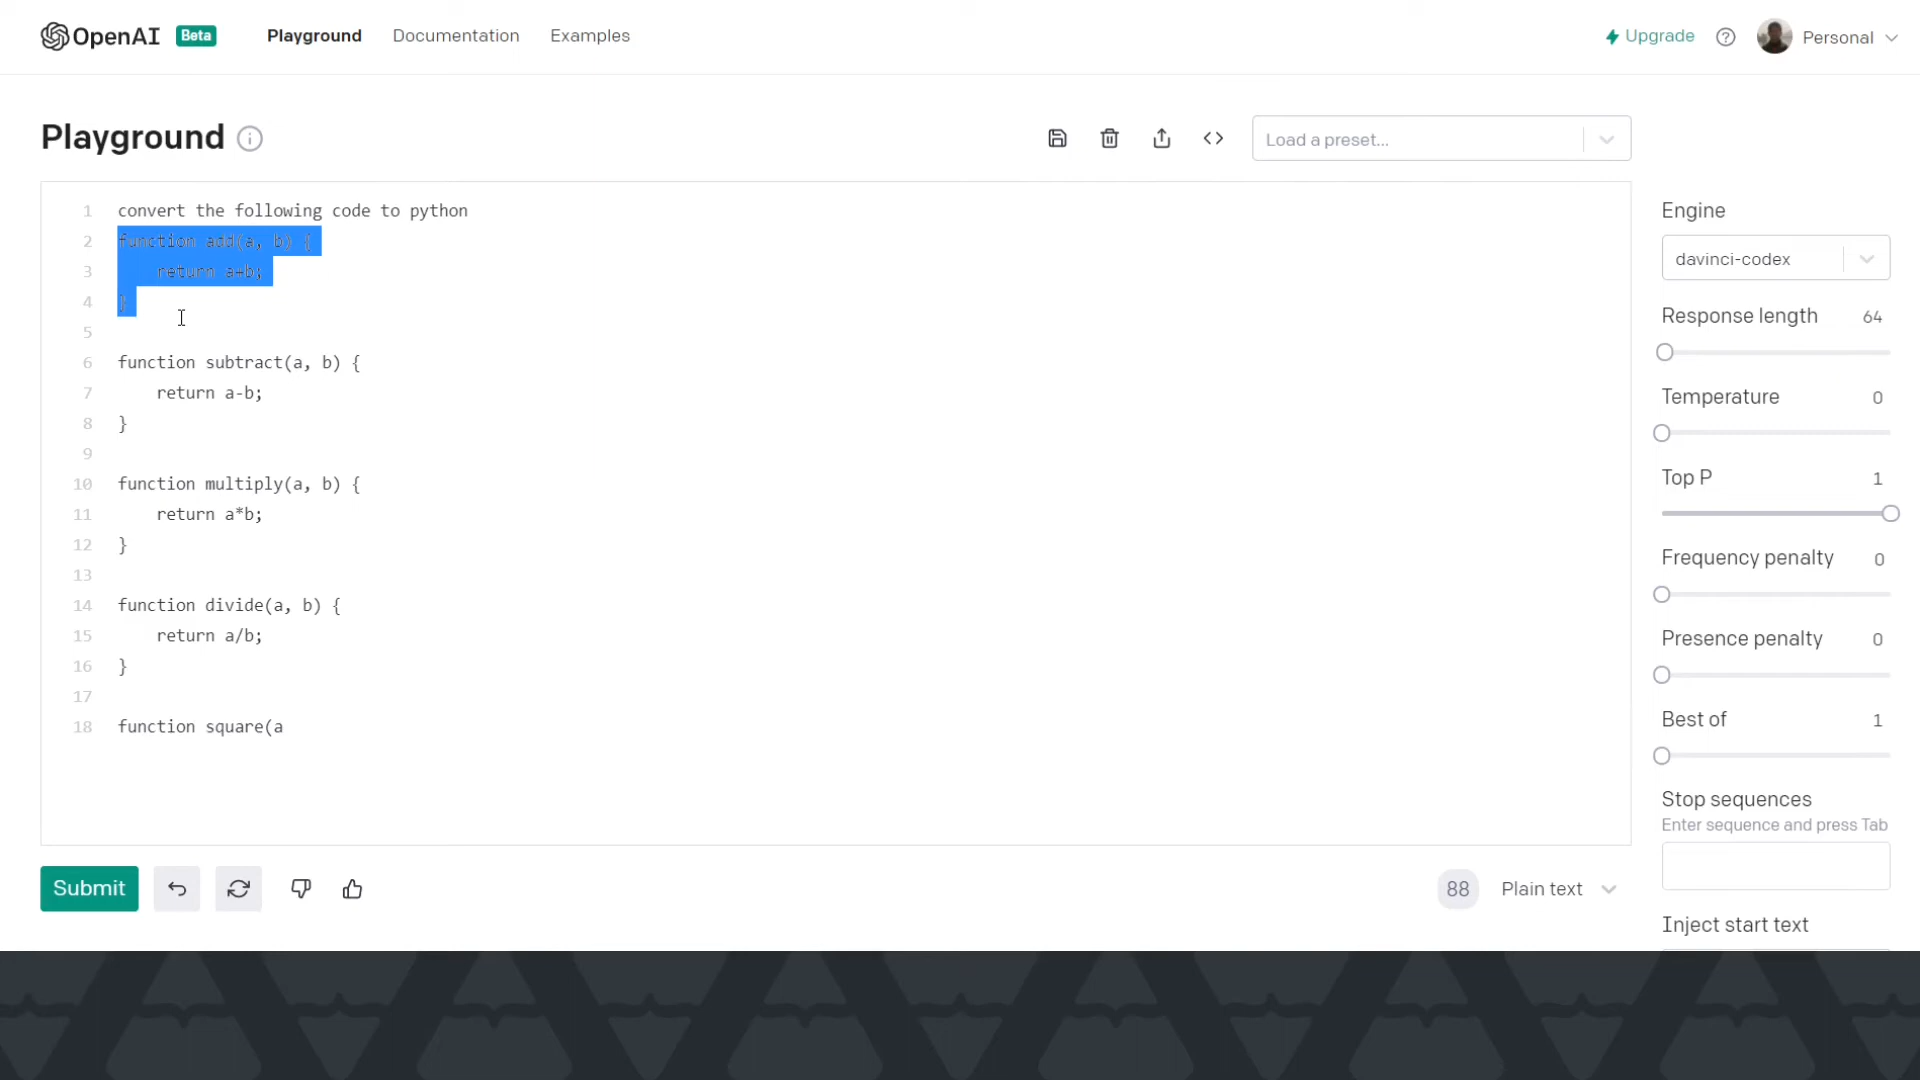 OpenAI Beta Playground Documentation Examples Upgrade Personal
Playground
Load a preset...
1 convert the following code to python
2 function add(a, b) {
3 return a+b;
4 }
5
6 function subtract(a, b) {
7 return a-b;
8 }
9
10 function multiply(a, b) {
11 return a*b;
12 }
13
14 function divide(a, b) {
15 return a/b;
16 }
17
18 function square(a
Submit
88 Plain text
Engine
davinci-codex
Response length 64
Temperature 0
Top P 1
Frequency penalty 0
Presence penalty 0
Best of 1
Stop sequences
Enter sequence and press Tab
Inject start text